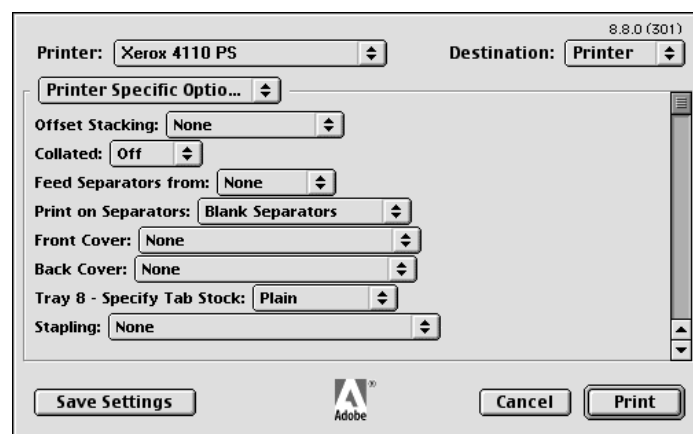 8.8.0 (301)
Printer: Xerox 4110 PS Destination: Printer
Printer Specific Optio...
Offset Stacking: None
Collated: Off
Feed Separators from: None
Print on Separators: Blank Separators
Front Cover: None
Back Cover: None
Tray 8 - Specify Tab Stock: Plain
Stapling: None
Save Settings Adobe® Cancel Print